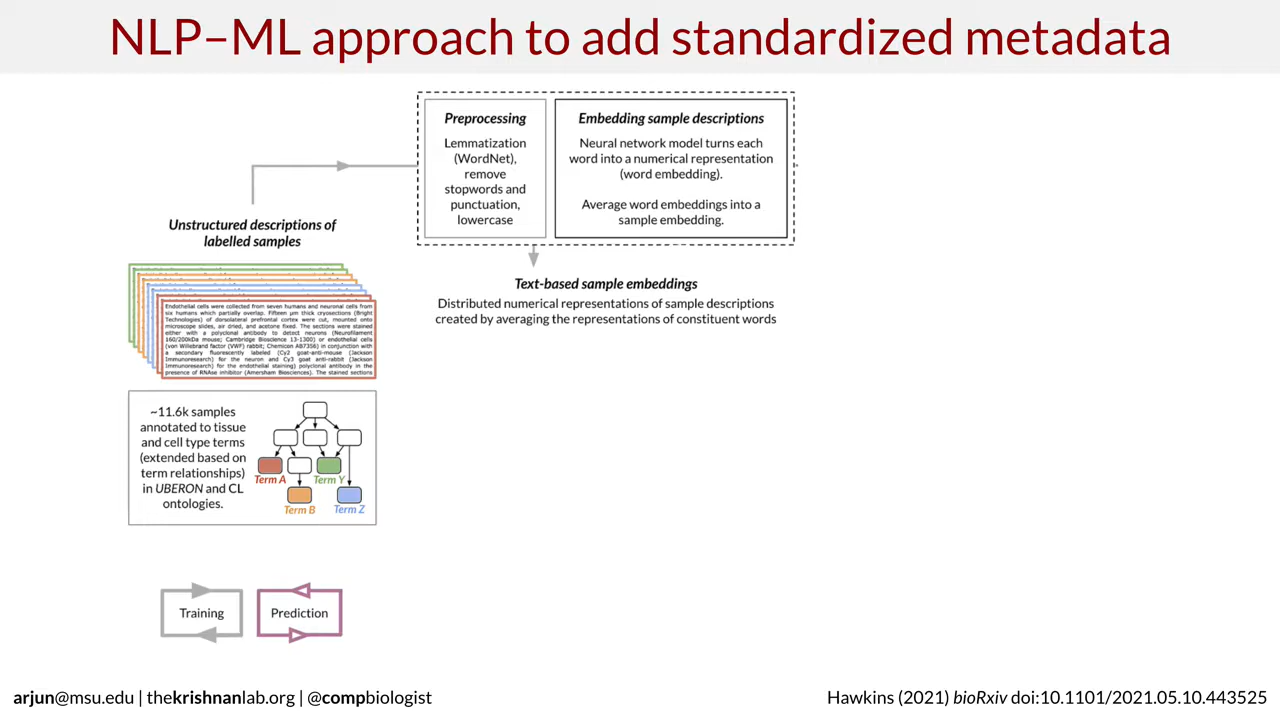 NLP–ML approach to add standardized metadata
Preprocessing
Lemmatization
(WordNet),
remove
stopwords and
punctuation,
lowercase
Embedding sample descriptions
Neural network model turns each
word into a numerical representation
(word embedding).
Average word embeddings into a
sample embedding.
Unstructured descriptions of
labelled samples
Text-based sample embeddings
Distributed numerical representations of sample descriptions
created by averaging the representations of constituent words
Endothelial cells were collected from seven humans and neuronal cells from
six humans which partially overlap. Fifteen µm thick cryosections (Bright
Technologies) of dorsolateral prefrontal cortex were cut, mounted onto
microscope slides, air dried, and acetone fixed. The sections were stained
either with a polyclonal antibody to detect neurons (Neurofilament
160/200kDa mouse; Cambridge Bioscience 13-1300) or endothelial cells
(von Willebrand factor (VWF) rabbit; Chemicon AB7356) in conjunction with
a secondary fluorescently labeled (Cy2 goat-anti-mouse (Jackson
Immunoresearch) for the neuron and Cy3 goat anti-rabbit (Jackson
Immunoresearch) for the endothelial staining) polyclonal antibody in the
presence of RNAse inhibitor (Amersham Biosciences). The stained sections
~11.6k samples
annotated to tissue
and cell type terms
(extended based on
term relationships)
in UBERON and CL
ontologies.
Term A
Term Y
Term B
Term Z
Training
Prediction
arjun@msu.edu | thekrishnanlab.org | @compbiologist
Hawkins (2021) bioRxiv doi:10.1101/2021.05.10.443525